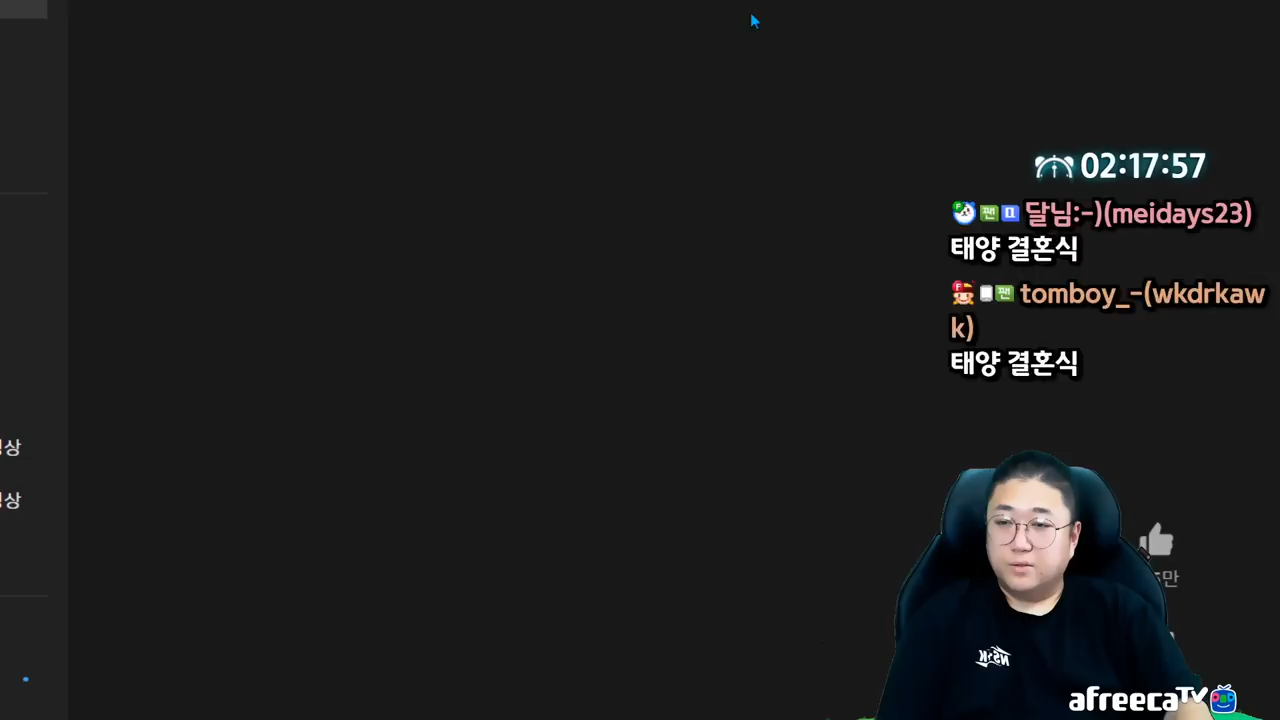 02:17:57
달님:-)(meidays23)
태양 결혼식
tomboy_-(wkdrkaw
k)
태양 결혼식
afreecaTV